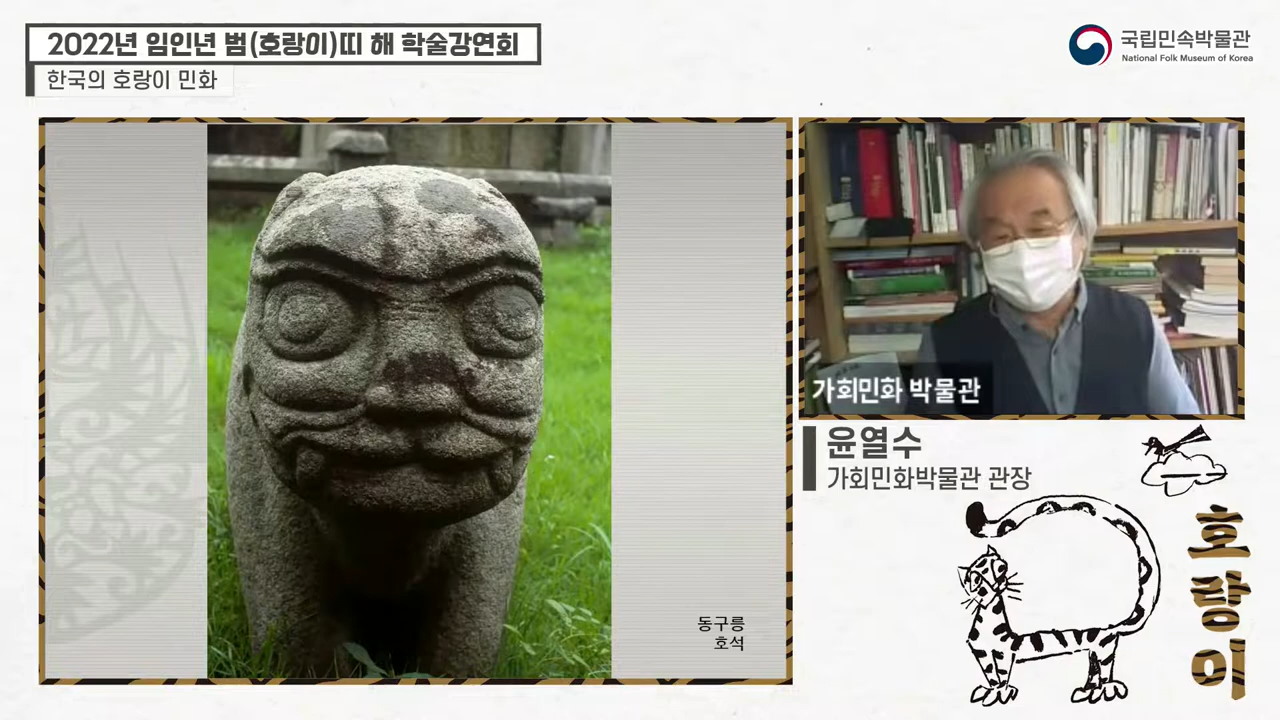 2022년 임인년 범(호랑이)띠 해 학술강연회
한국의 호랑이 민화
국립민속박물관
National Folk Museum of Korea
동구릉
호석
가회민화 박물관
윤열수
가회민화박물관 관장
호랑이